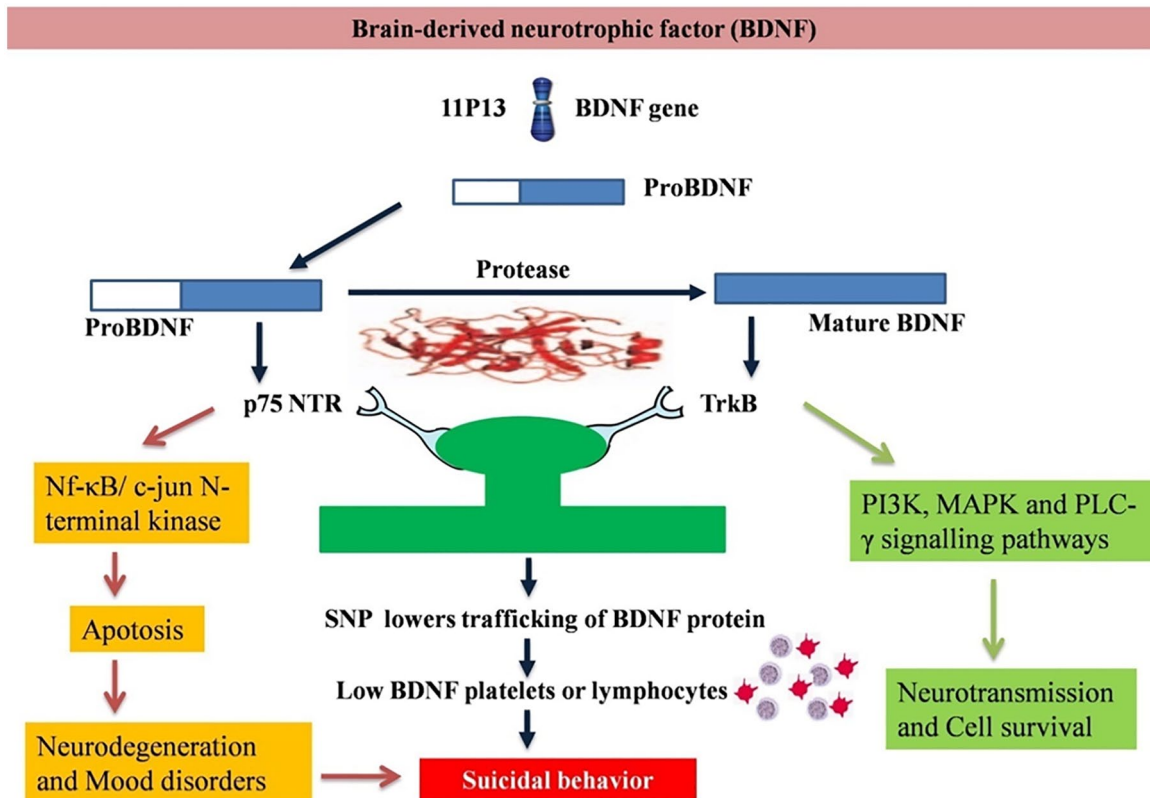 Brain-derived neurotrophic factor (BDNF)
11P13
BDNF gene
ProBDNF
Protease
ProBDNF
Mature BDNF
p75 NTR
TrkB
Nf-κB/ c-jun N-
terminal kinase
PI3K, MAPK and PLC-
γ signalling pathways
SNP lowers trafficking of BDNF protein
Apotosis
Low BDNF platelets or lymphocytes
Neurotransmission
and Cell survival
Neurodegeneration
and Mood disorders
Suicidal behavior